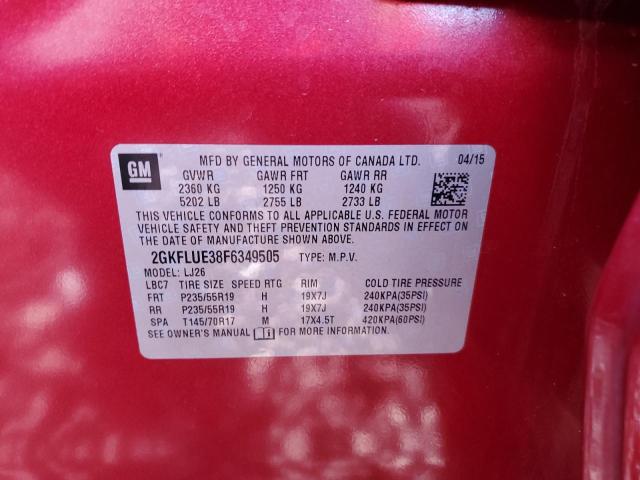 GM
MFD BY GENERAL MOTORS OF CANADA LTD. 04/15
GVWR GAWR FRT GAWR RR
2360 KG 1250 KG 1240 KG
5202 LB 2755 LB 2733 LB
THIS VEHICLE CONFORMS TO ALL APPLICABLE U.S. FEDERAL MOTOR
VEHICLE SAFETY AND THEFT PREVENTION STANDARDS IN EFFECT ON
THE DATE OF MANUFACTURE SHOWN ABOVE.
2GKFLUE38F6349505 TYPE: M.P.V.
MODEL: LJ26
LBC7 TIRE SIZE SPEED RTG RIM COLD TIRE PRESSURE
FRT P235/55R19 H 19X7J 240KPA(35PSI)
RR P235/55R19 H 19X7J 240KPA(35PSI)
SPA T145/70R17 M 17X4.5T 420KPA(60PSI)
SEE OWNER'S MANUAL FOR MORE INFORMATION